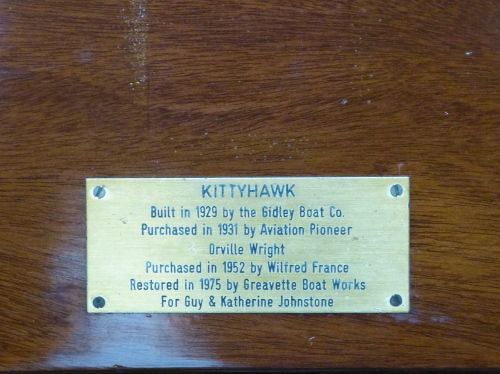 KITTYHAWK
Built in 1929 by the Gidley Boat Co.
Purchased in 1931 by Aviation Pioneer
Orville Wright
Purchased in 1952 by Wilfred France
Restored in 1975 by Greavette Boat Works
For Guy & Katherine Johnstone